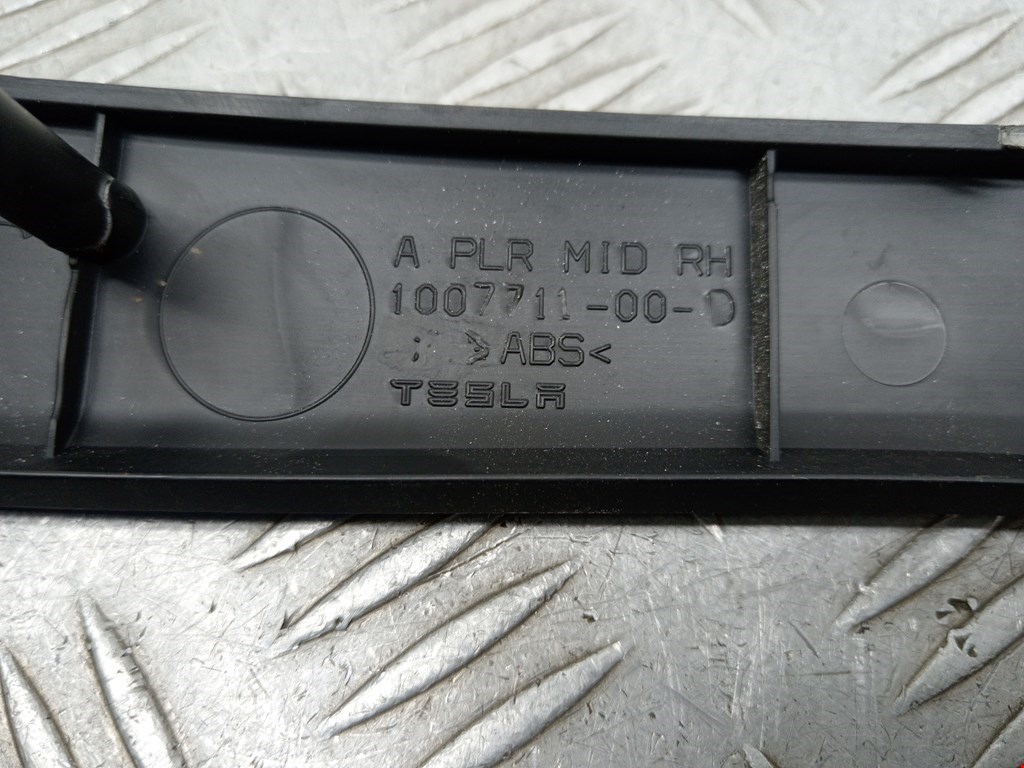 A PLR MID RH
1007711-00-D
>ABS<
TESLA